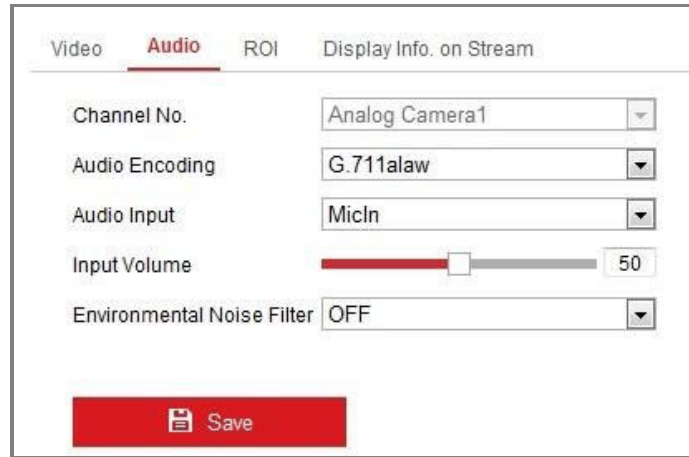 Video Audio ROI Display Info. on Stream
Channel No. Analog Camera1
Audio Encoding G.711alaw
Audio Input MicIn
Input Volume 50
Environmental Noise Filter OFF
Save